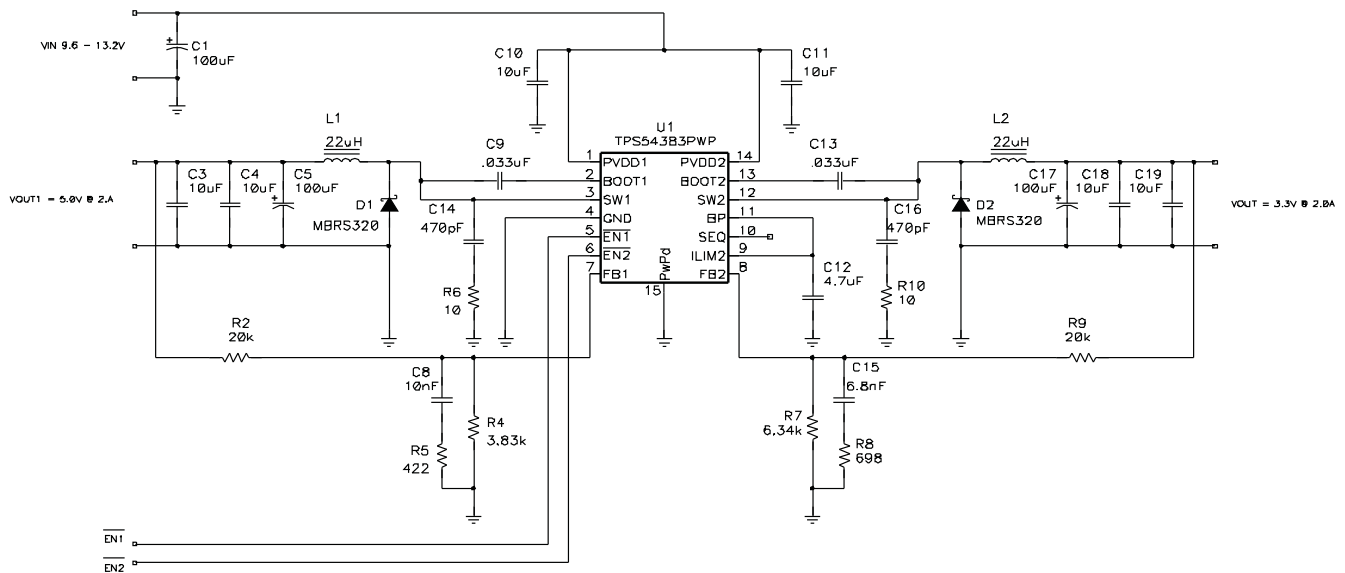 VIN 9.6 - 13.2V
+
C1
100uF
C10
10uF
C11
10uF
U1
TPS54383PWP
L1
22uH
L2
22uH
C9
.033uF
C13
.033uF
1
PVDD1
PVDD2
14
2
BOOT1
BOOT2
13
3
SW1
SW2
12
4
GND
BP
11
5
EN1
SEQ
10
6
EN2
ILIM2
9
7
FB1
FB2
8
PwPd
15
C3
10uF
C4
10uF
C5
100uF
+
D1
MBRS320
VOUT1 = 5.0V @ 2.A
C14
470pF
R6
10
C12
4.7uF
C16
470pF
R10
10
D2
MBRS320
C17
100uF
+
C18
10uF
C19
10uF
VOUT = 3.3V @ 2.0A
R2
20k
R9
20k
C8
10nF
R5
422
R4
3.83k
R7
6.34k
C15
6.8nF
R8
698
EN1
EN2